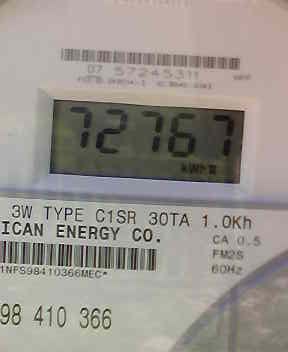 07 57245311
72767
kWh
3W TYPE C1SR 30TA 1.0Kh
ICAN ENERGY CO.
CA 0.5
FM2S
60Hz
1NFS98410366MEC*
98 410 366